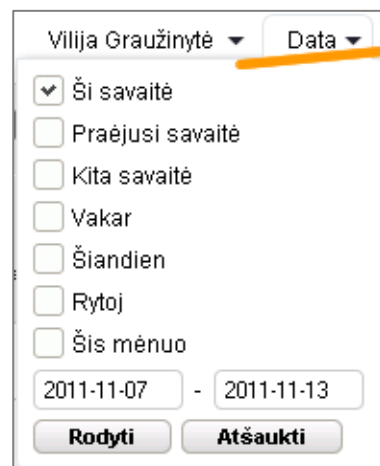 Vilija Graužinytė Data
Ši savaitė
Praėjusi savaitė
Kita savaitė
Vakar
Šiandien
Rytoj
Šis mėnuo
2011-11-07 - 2011-11-13
Rodyti Atšaukti